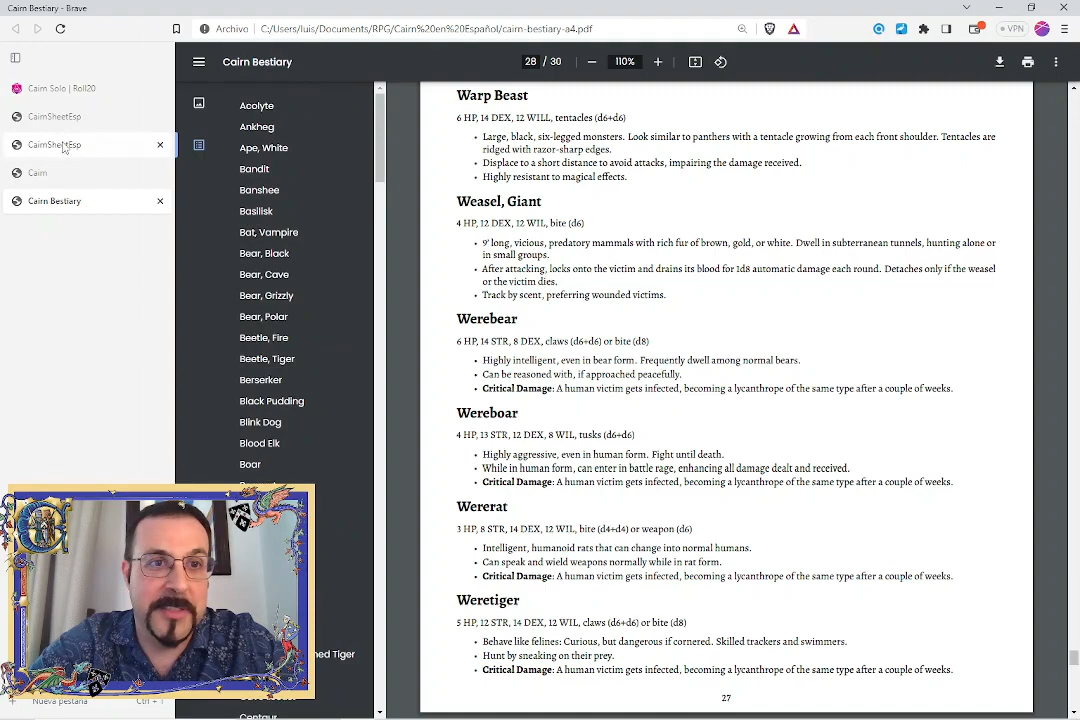 Cairn Bestiary - Brave
Archivo
C:/Users/luis/Documents/RPG/Cairn%20en%20Español/cairn-bestiary-a4.pdf
VPN
Cairn Solo | Roll20
CairnSheetEsp
CairnSheetEsp
Cairn
Cairn Bestiary
Nueva pestaña
Ctrl + T
Cairn Bestiary
28 / 30
110%
Acolyte
Ankheg
Ape, White
Bandit
Banshee
Basilisk
Bat, Vampire
Bear, Black
Bear, Cave
Bear, Grizzly
Bear, Polar
Beetle, Fire
Beetle, Tiger
Berserker
Black Pudding
Blink Dog
Blood Elk
Boar
Centaur
Warp Beast
6 HP, 14 DEX, 12 WILL, tentacles (d6+d6)
• Large, black, six-legged monsters. Look similar to panthers with a tentacle growing from each front shoulder. Tentacles are
ridged with razor-sharp edges.
• Displace to a short distance to avoid attacks, impairing the damage received.
• Highly resistant to magical effects.
Weasel, Giant
4 HP, 12 DEX, 12 WIL, bite (d6)
• 9' long, vicious, predatory mammals with rich fur of brown, gold, or white. Dwell in subterranean tunnels, hunting alone or
in small groups.
• After attacking, locks onto the victim and drains its blood for 1d8 automatic damage each round. Detaches only if the weasel
or the victim dies.
• Track by scent, preferring wounded victims.
Werebear
6 HP, 14 STR, 8 DEX, claws (d6+d6) or bite (d8)
• Highly intelligent, even in bear form. Frequently dwell among normal bears.
• Can be reasoned with, if approached peacefully.
• Critical Damage: A human victim gets infected, becoming a lycanthrope of the same type after a couple of weeks.
Wereboar
4 HP, 13 STR, 12 DEX, 8 WIL, tusks (d6+d6)
• Highly aggressive, even in human form. Fight until death.
• While in human form, can enter in battle rage, enhancing all damage dealt and received.
• Critical Damage: A human victim gets infected, becoming a lycanthrope of the same type after a couple of weeks.
Wererat
3 HP, 8 STR, 14 DEX, 12 WIL, bite (d4+d4) or weapon (d6)
• Intelligent, humanoid rats that can change into normal humans.
• Can speak and wield weapons normally while in rat form.
• Critical Damage: A human victim gets infected, becoming a lycanthrope of the same type after a couple of weeks.
Weretiger
5 HP, 12 STR, 14 DEX, 12 WIL, claws (d6+d6) or bite (d8)
• Behave like felines: Curious, but dangerous if cornered. Skilled trackers and swimmers.
• Hunt by sneaking on their prey.
• Critical Damage: A human victim gets infected, becoming a lycanthrope of the same type after a couple of weeks.
27